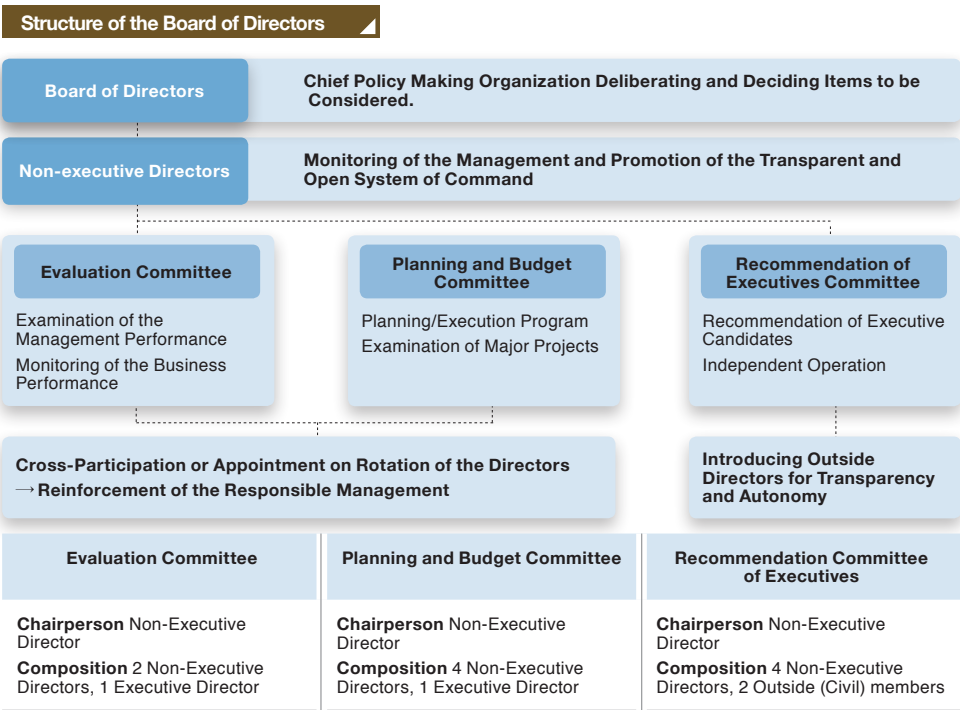 Structure of the Board of Directors
Board of Directors
Chief Policy Making Organization Deliberating and Deciding Items to be
Considered.
Non-executive Directors
Monitoring of the Management and Promotion of the Transparent and
Open System of Command
Evaluation Committee
Examination of the
Management Performance
Monitoring of the Business
Performance
Planning and Budget
Committee
Planning/Execution Program
Examination of Major Projects
Recommendation of
Executives Committee
Recommendation of Executive
Candidates
Independent Operation
Cross-Participation or Appointment on Rotation of the Directors
→ Reinforcement of the Responsible Management
Introducing Outside
Directors for Transparency
and Autonomy
Evaluation Committee
Chairperson Non-Executive
Director
Composition 2 Non-Executive
Directors, 1 Executive Director
Planning and Budget Committee
Chairperson Non-Executive
Director
Composition 4 Non-Executive
Directors, 1 Executive Director
Recommendation Committee
of Executives
Chairperson Non-Executive
Director
Composition 4 Non-Executive
Directors, 2 Outside (Civil) members